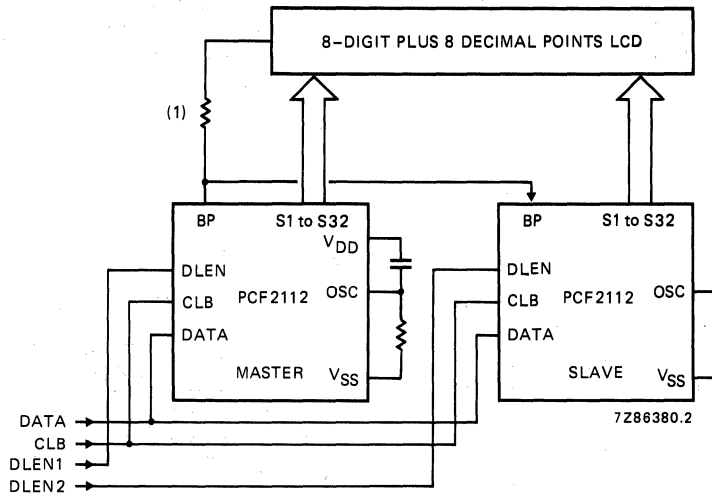 8-DIGIT PLUS 8 DECIMAL POINTS LCD
(1)
BP S1 to S32
VDD
DLEN
OSC
CLB PCF2112
DATA
MASTER VSS
BP S1 to S32
DLEN
CLB PCF2112 OSC
DATA
SLAVE VSS
7Z86380.2
DATA
CLB
DLEN1
DLEN2